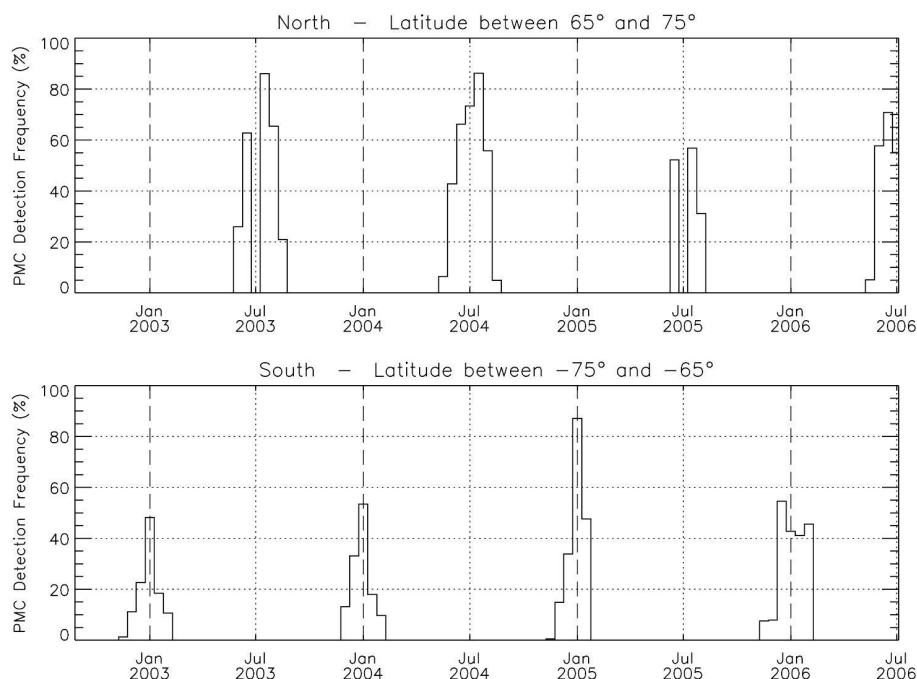 North – Latitude between 65° and 75°
PMC Detection Frequency (%)
100
80
60
40
20
0
Jan Jul Jan Jul Jan Jul Jan Jul
2003 2003 2004 2004 2005 2005 2006 2006
South – Latitude between −75° and −65°
PMC Detection Frequency (%)
100
80
60
40
20
0
Jan Jul Jan Jul Jan Jul Jan Jul
2003 2003 2004 2004 2005 2005 2006 2006